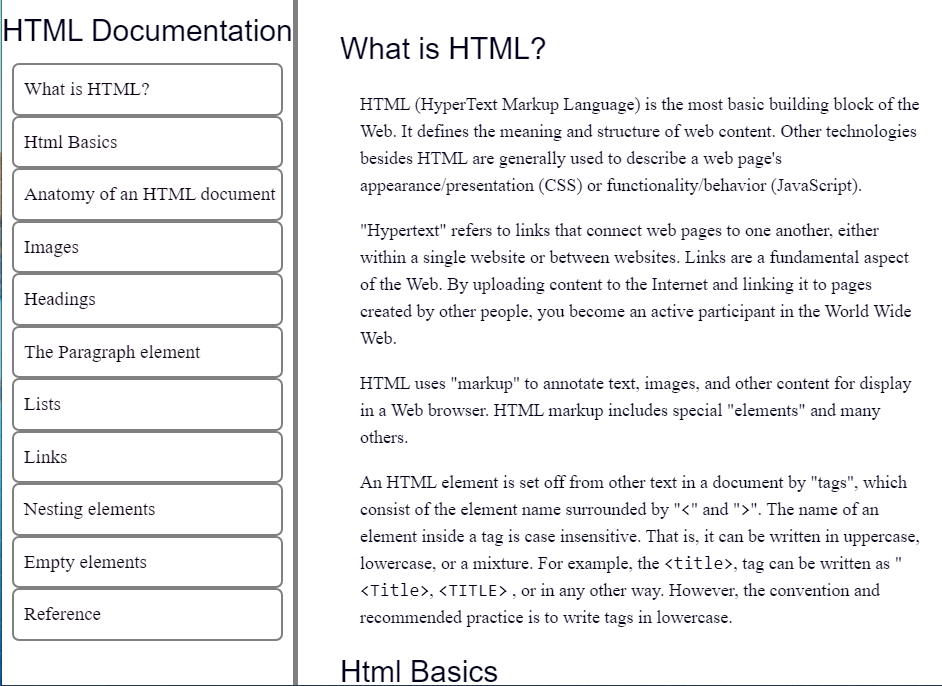 HTML Documentation
What is HTML?
Html Basics
Anatomy of an HTML document
Images
Headings
The Paragraph element
Lists
Links
Nesting elements
Empty elements
Reference
What is HTML?
HTML (HyperText Markup Language) is the most basic building block of the
Web. It defines the meaning and structure of web content. Other technologies
besides HTML are generally used to describe a web page's
appearance/presentation (CSS) or functionality/behavior (JavaScript).
"Hypertext" refers to links that connect web pages to one another, either
within a single website or between websites. Links are a fundamental aspect
of the Web. By uploading content to the Internet and linking it to pages
created by other people, you become an active participant in the World Wide
Web.
HTML uses "markup" to annotate text, images, and other content for display
in a Web browser. HTML markup includes special "elements" and many
others.
An HTML element is set off from other text in a document by "tags", which
consist of the element name surrounded by "<" and ">". The name of an
element inside a tag is case insensitive. That is, it can be written in uppercase,
lowercase, or a mixture. For example, the <title>, tag can be written as "
<Title>, <TITLE> , or in any other way. However, the convention and
recommended practice is to write tags in lowercase.
Html Basics